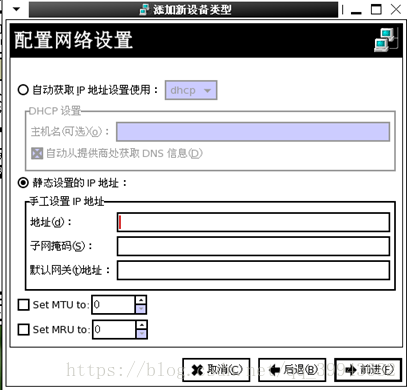 添加新设备类型
配置网络设置
自动获取 IP 地址设置使用： dhcp
DHCP 设置
主机名(可选)(o)：
自动从提供商处获取 DNS 信息(D)
静态设置的 IP 地址：
手工设置 IP 地址
地址(d)：
子网掩码(S)：
默认网关(t)地址：
Set MTU to: 0
Set MRU to: 0
取消(C) 后退(B) 前进(F)